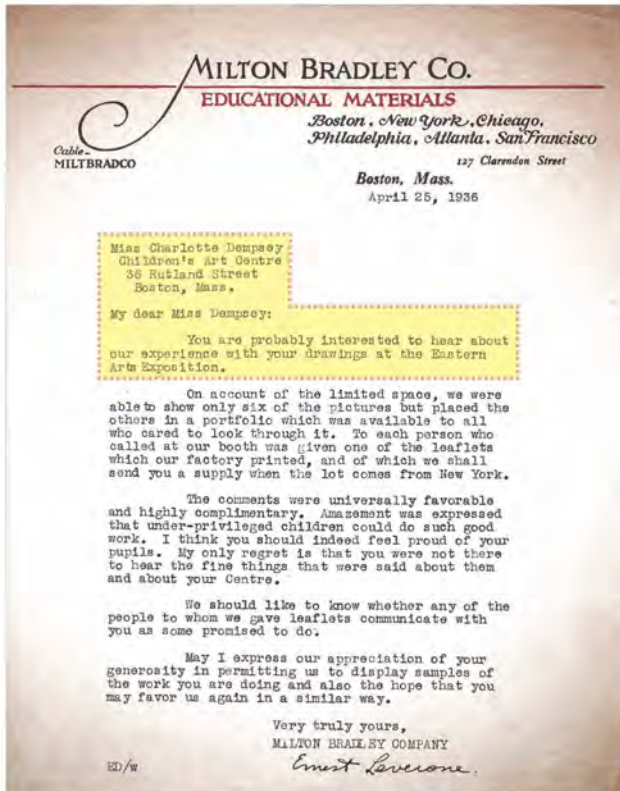 MILTON BRADLEY CO.
EDUCATIONAL MATERIALS
Boston, New York, Chicago,
Philadelphia, Atlanta, San Francisco
Cable-
MILTBRADCO
127 Clarendon Street
Boston, Mass.
April 25, 1936
Miss Charlotte Dempsey
Children's Art Centre
36 Rutland Street
Boston, Mass.
My dear Miss Dempsey:
You are probably interested to hear about
our experience with your drawings at the Eastern
Arts Exposition.
On account of the limited space, we were
able to show only six of the pictures but placed the
others in a portfolio which was available to all
who cared to look through it. To each person who
called at our booth was given one of the leaflets
which our factory printed, and of which we shall
send you a supply when the lot comes from New York.
The comments were universally favorable
and highly complimentary. Amazement was expressed
that under-privileged children could do such good
work. I think you should indeed feel proud of your
pupils. My only regret is that you were not there
to hear the fine things that were said about them
and about your Centre.
We should like to know whether any of the
people to whom we gave leaflets communicate with
you as some promised to do.
May I express our appreciation of your
generosity in permitting us to display samples of
the work you are doing and also the hope that you
may favor us again in a similar way.
Very truly yours,
MILTON BRADLEY COMPANY
ED/w
Ernest Leverone.